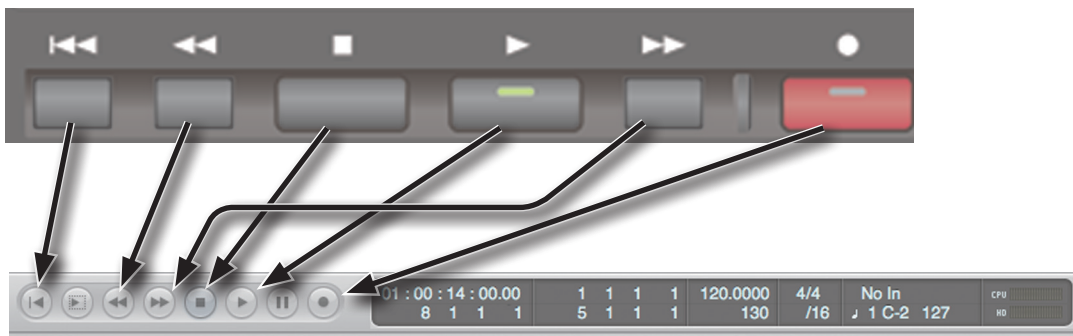 01 : 00 : 14 : 00.00 1 1 1 1 120.0000 4/4 No In CPU
8 1 1 1 5 1 1 1 130 /16 ♩ 1 C-2 127 HD